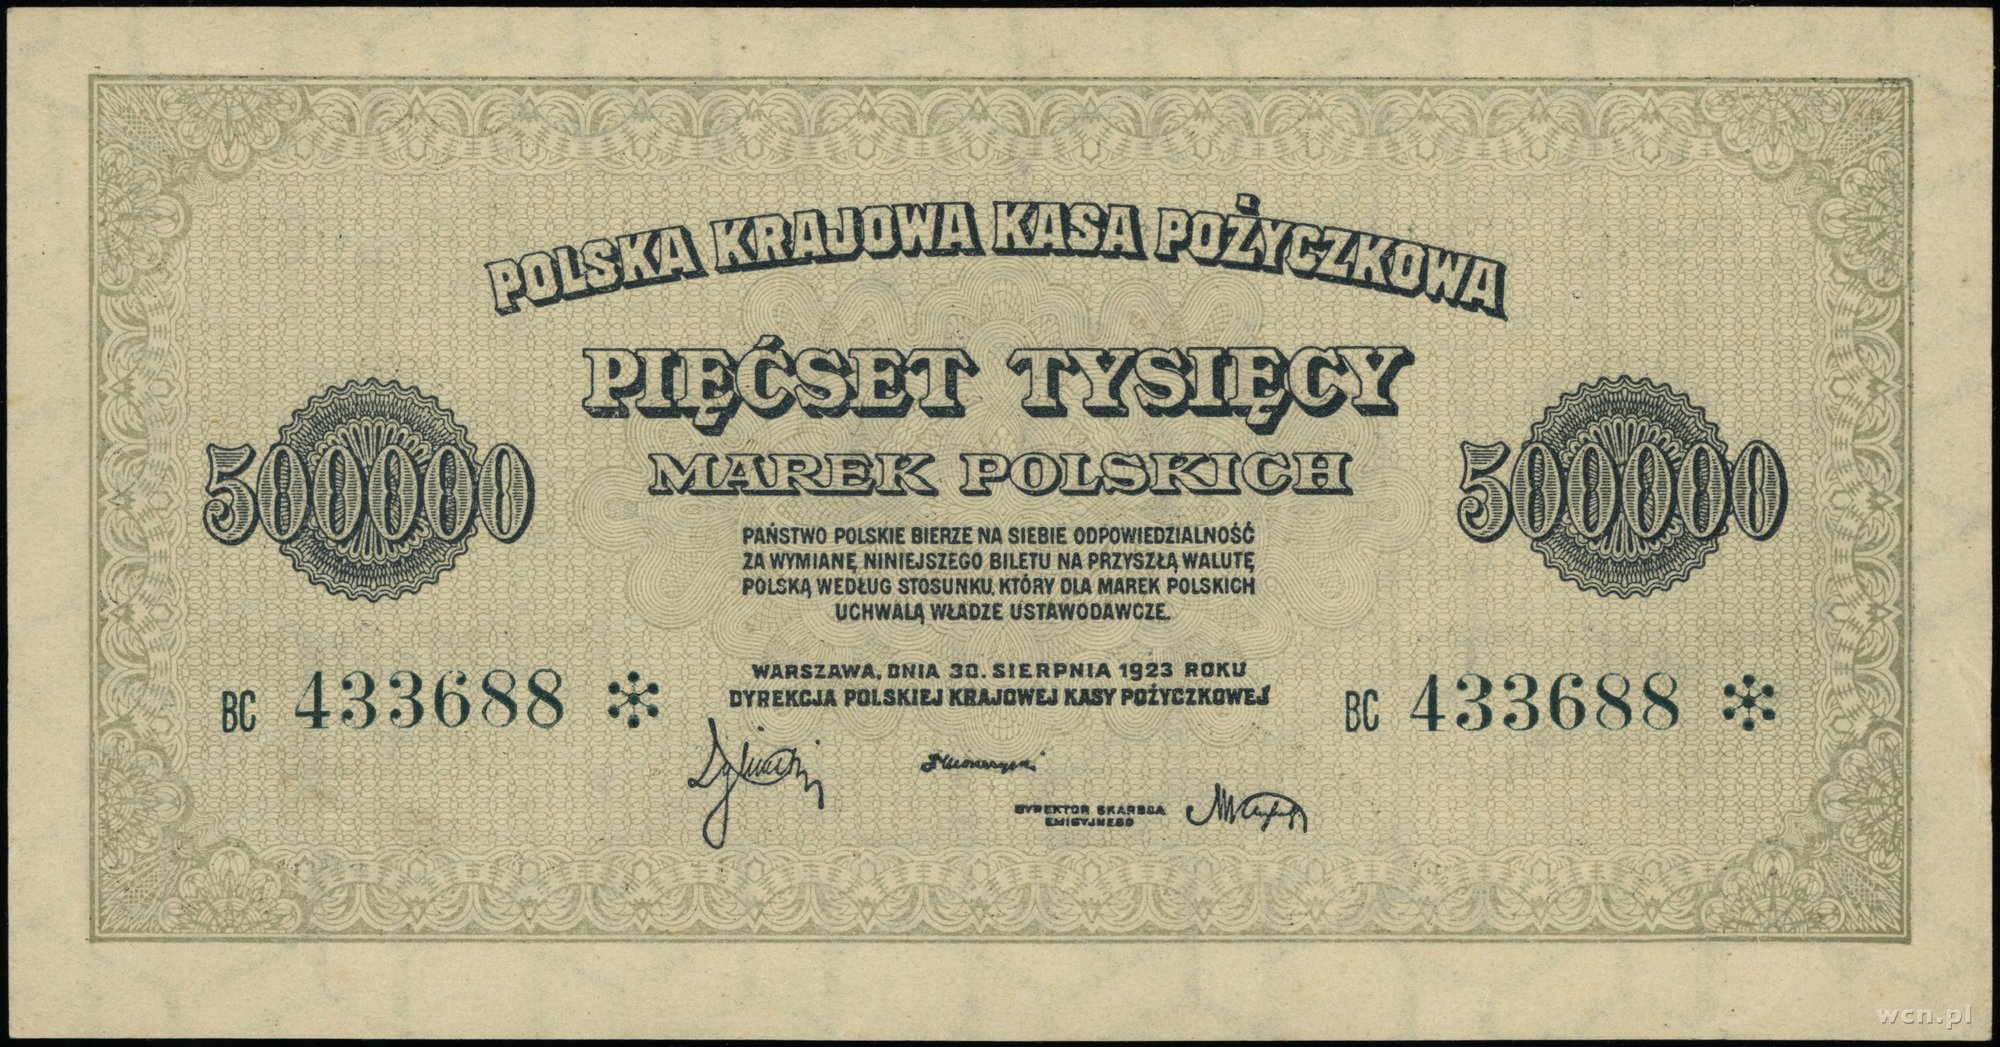 POLSKA KRAJOWA KASA POŻYCZKOWA
PIĘĆSET TYSIĘCY
MAREK POLSKICH
500000
500000
PAŃSTWO POLSKIE BIERZE NA SIEBIE ODPOWIEDZIALNOŚĆ
ZA WYMIANĘ NINIEJSZEGO BILETU NA PRZYSZŁĄ WALUTĘ
POLSKĄ WEDŁUG STOSUNKU, KTÓRY DLA MAREK POLSKICH
UCHWALĄ WŁADZE USTAWODAWCZE.
WARSZAWA, DNIA 30. SIERPNIA 1923 ROKU
DYREKCJA POLSKIEJ KRAJOWEJ KASY POŻYCZKOWEJ
BC 433688 *
BC 433688 *
DYREKTOR SKARBCA
EMISYJNEGO
wcn.pl